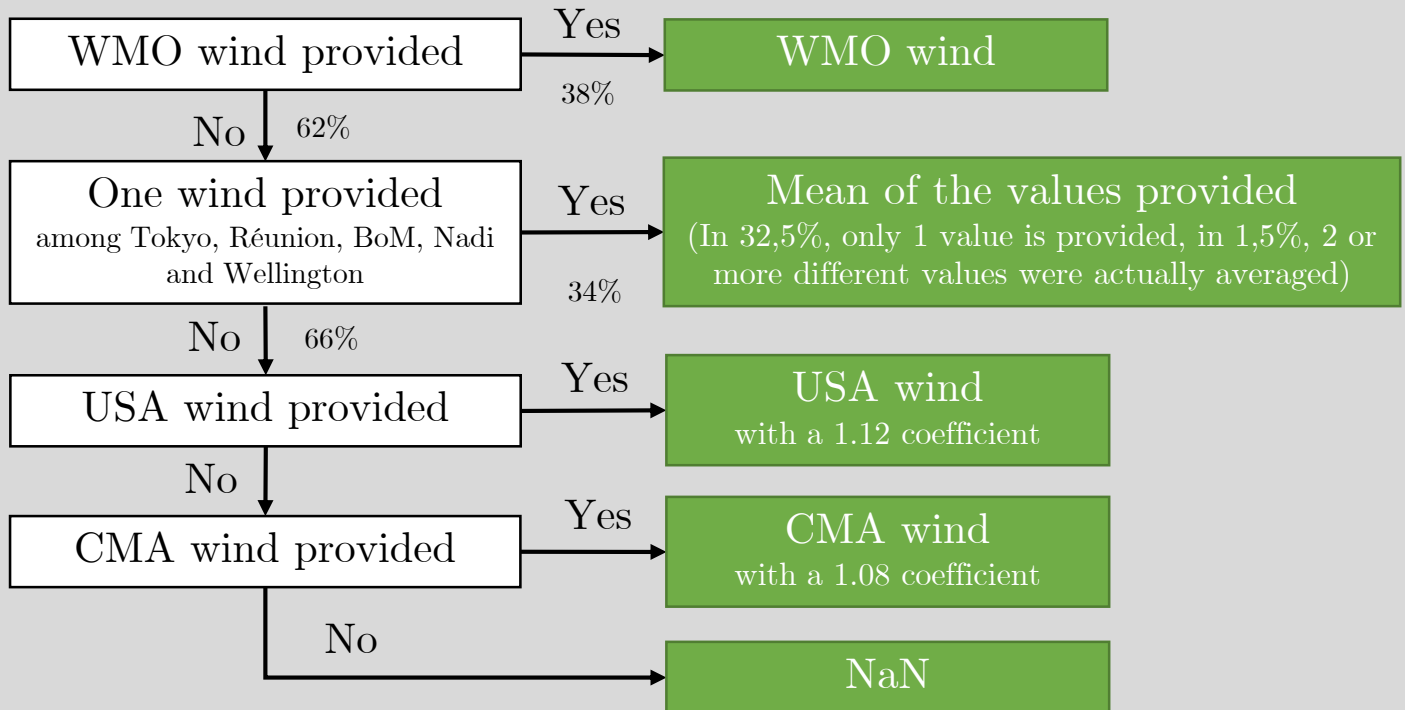 WMO wind provided
Yes
38%
WMO wind
No
62%
One wind provided
among Tokyo, Réunion, BoM, Nadi
and Wellington
Yes
34%
Mean of the values provided
(In 32,5%, only 1 value is provided, in 1,5%, 2 or
more different values were actually averaged)
No
66%
USA wind provided
Yes
USA wind
with a 1.12 coefficient
No
CMA wind provided
Yes
CMA wind
with a 1.08 coefficient
No
NaN